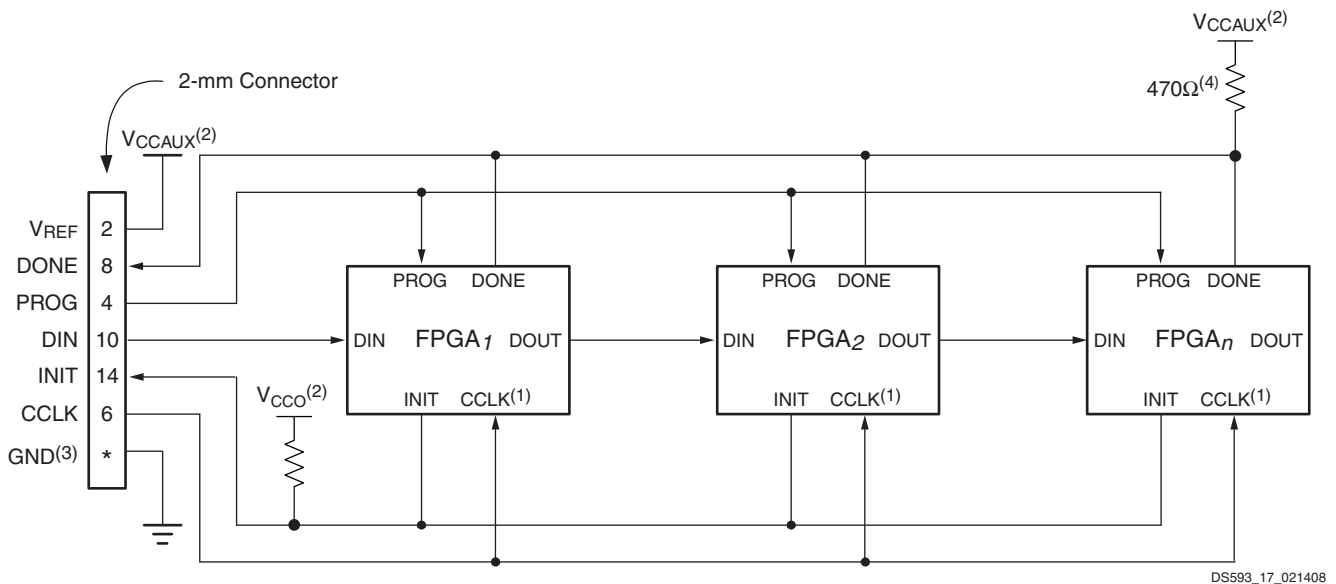 VCCAUX(2)
2-mm Connector
470Ω(4)
VCCAUX(2)
VREF 2
DONE 8
PROG 4
DIN 10
INIT 14
CCLK 6
GND(3) *
PROG DONE
DIN FPGA1 DOUT
INIT CCLK(1)
PROG DONE
DIN FPGA2 DOUT
INIT CCLK(1)
PROG DONE
DIN FPGAn DOUT
INIT CCLK(1)
VCCO(2)
DS593_17_021408